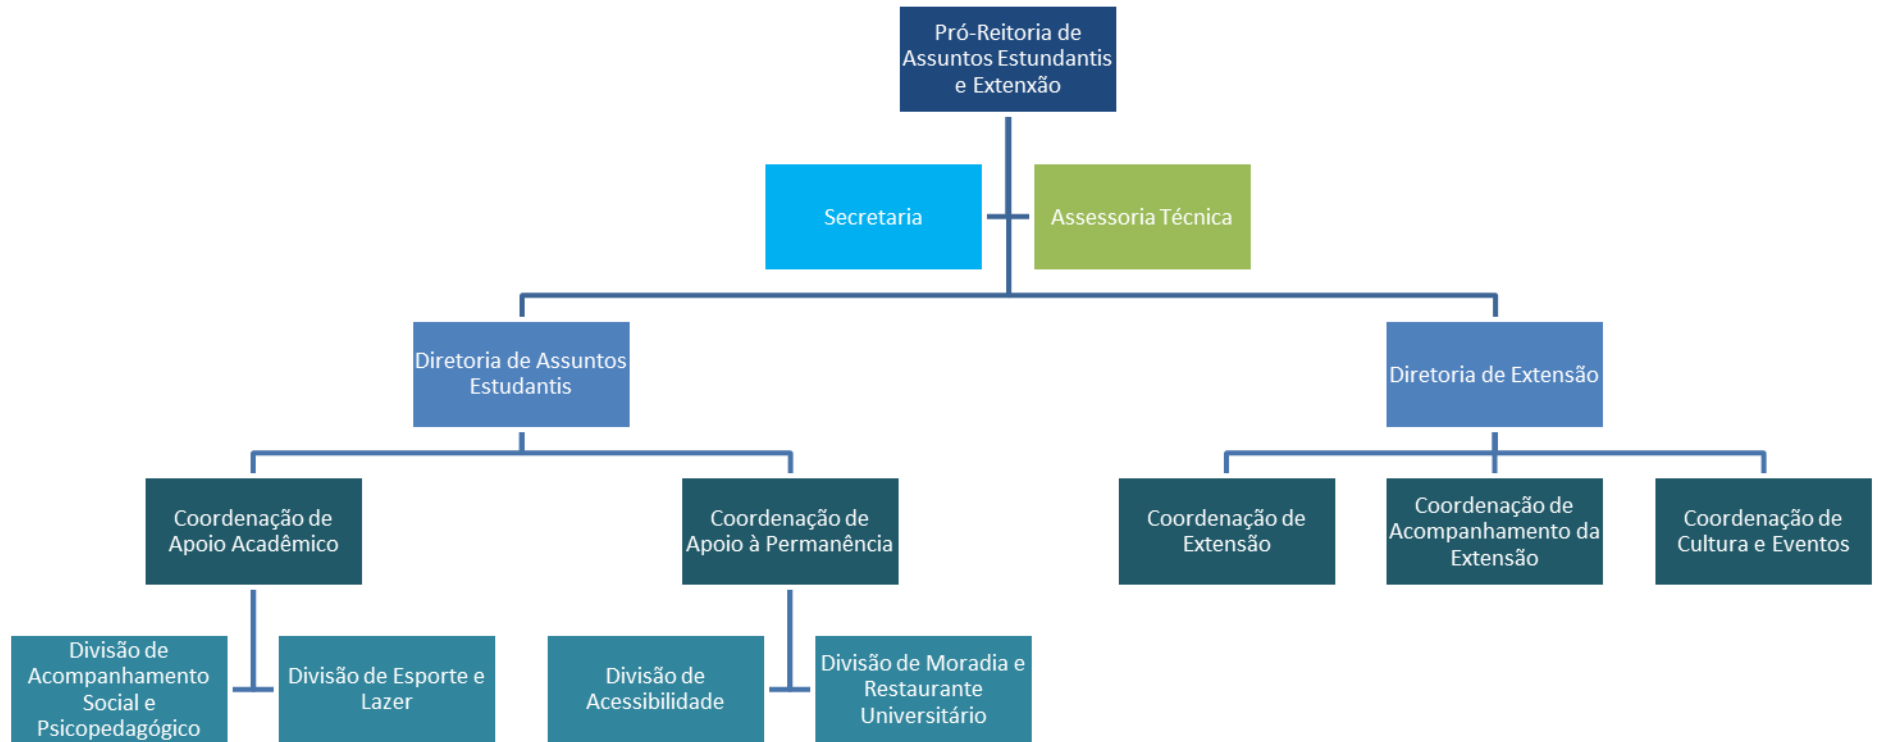 Pró-Reitoria de
Assuntos Estundantis
e Extenxão
Secretaria
Assessoria Técnica
Diretoria de Assuntos
Estudantis
Diretoria de Extensão
Coordenação de
Apoio Acadêmico
Coordenação de
Apoio à Permanência
Coordenação de
Extensão
Coordenação de
Acompanhamento da
Extensão
Coordenação de
Cultura e Eventos
Divisão de
Acompanhamento
Social e
Psicopedagógico
Divisão de Esporte e
Lazer
Divisão de
Acessibilidade
Divisão de Moradia e
Restaurante
Universitário